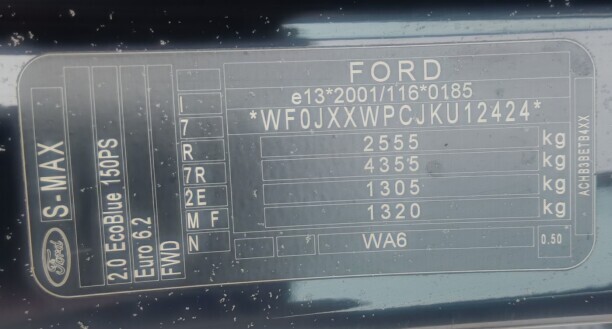 FORD
e13*2001/116*0185
*WF0JXXWPCJKU12424*
2555 kg
4355 kg
1305 kg
1320 kg
WA6
0.50
I
7
R
7R
2E
M F
N
S-MAX
Ford
2.0 EcoBlue 150PS
Euro 6.2
FWD
ACHB3BETB4XX